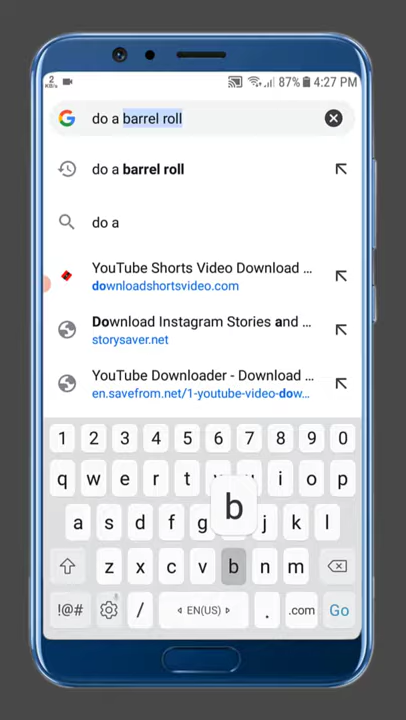 2
KB/s
87% 4:27 PM
do a barrel roll
do a barrel roll
do a
YouTube Shorts Video Download ...
downloadshortsvideo.com
Download Instagram Stories and ...
storysaver.net
YouTube Downloader - Download ...
en.savefrom.net/1-youtube-video-dow...
1 2 3 4 5 6 7 8 9 0
q w e r t u i o p
b
a s d f g j k l
z x c v b n m
!@# / EN(US) . .com Go